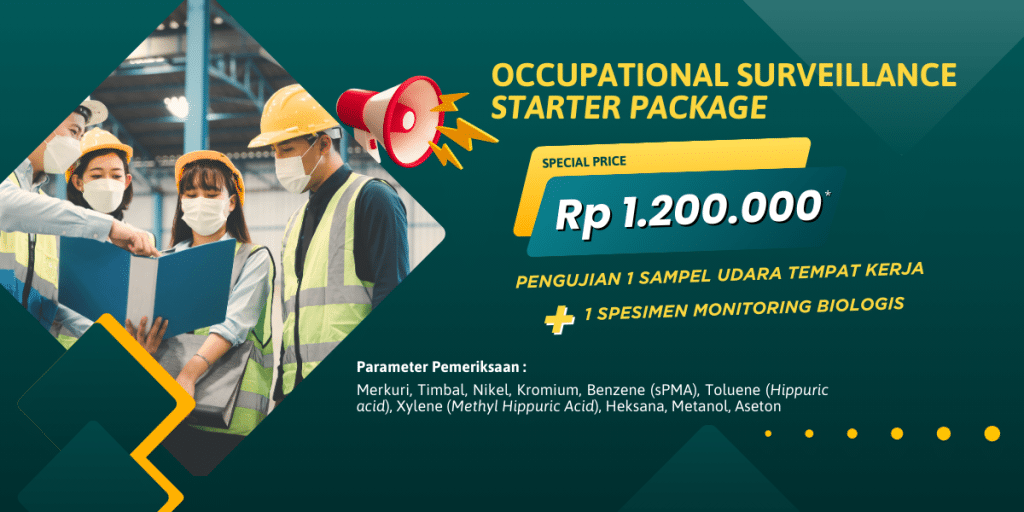 OCCUPATIONAL SURVEILLANCE
STARTER PACKAGE
SPECIAL PRICE
Rp 1.200.000*
PENGUJIAN 1 SAMPEL UDARA TEMPAT KERJA
+ 1 SPESIMEN MONITORING BIOLOGIS
Parameter Pemeriksaan :
Merkuri, Timbal, Nikel, Kromium, Benzene (sPMA), Toluene (Hippuric
acid), Xylene (Methyl Hippuric Acid), Heksana, Metanol, Aseton